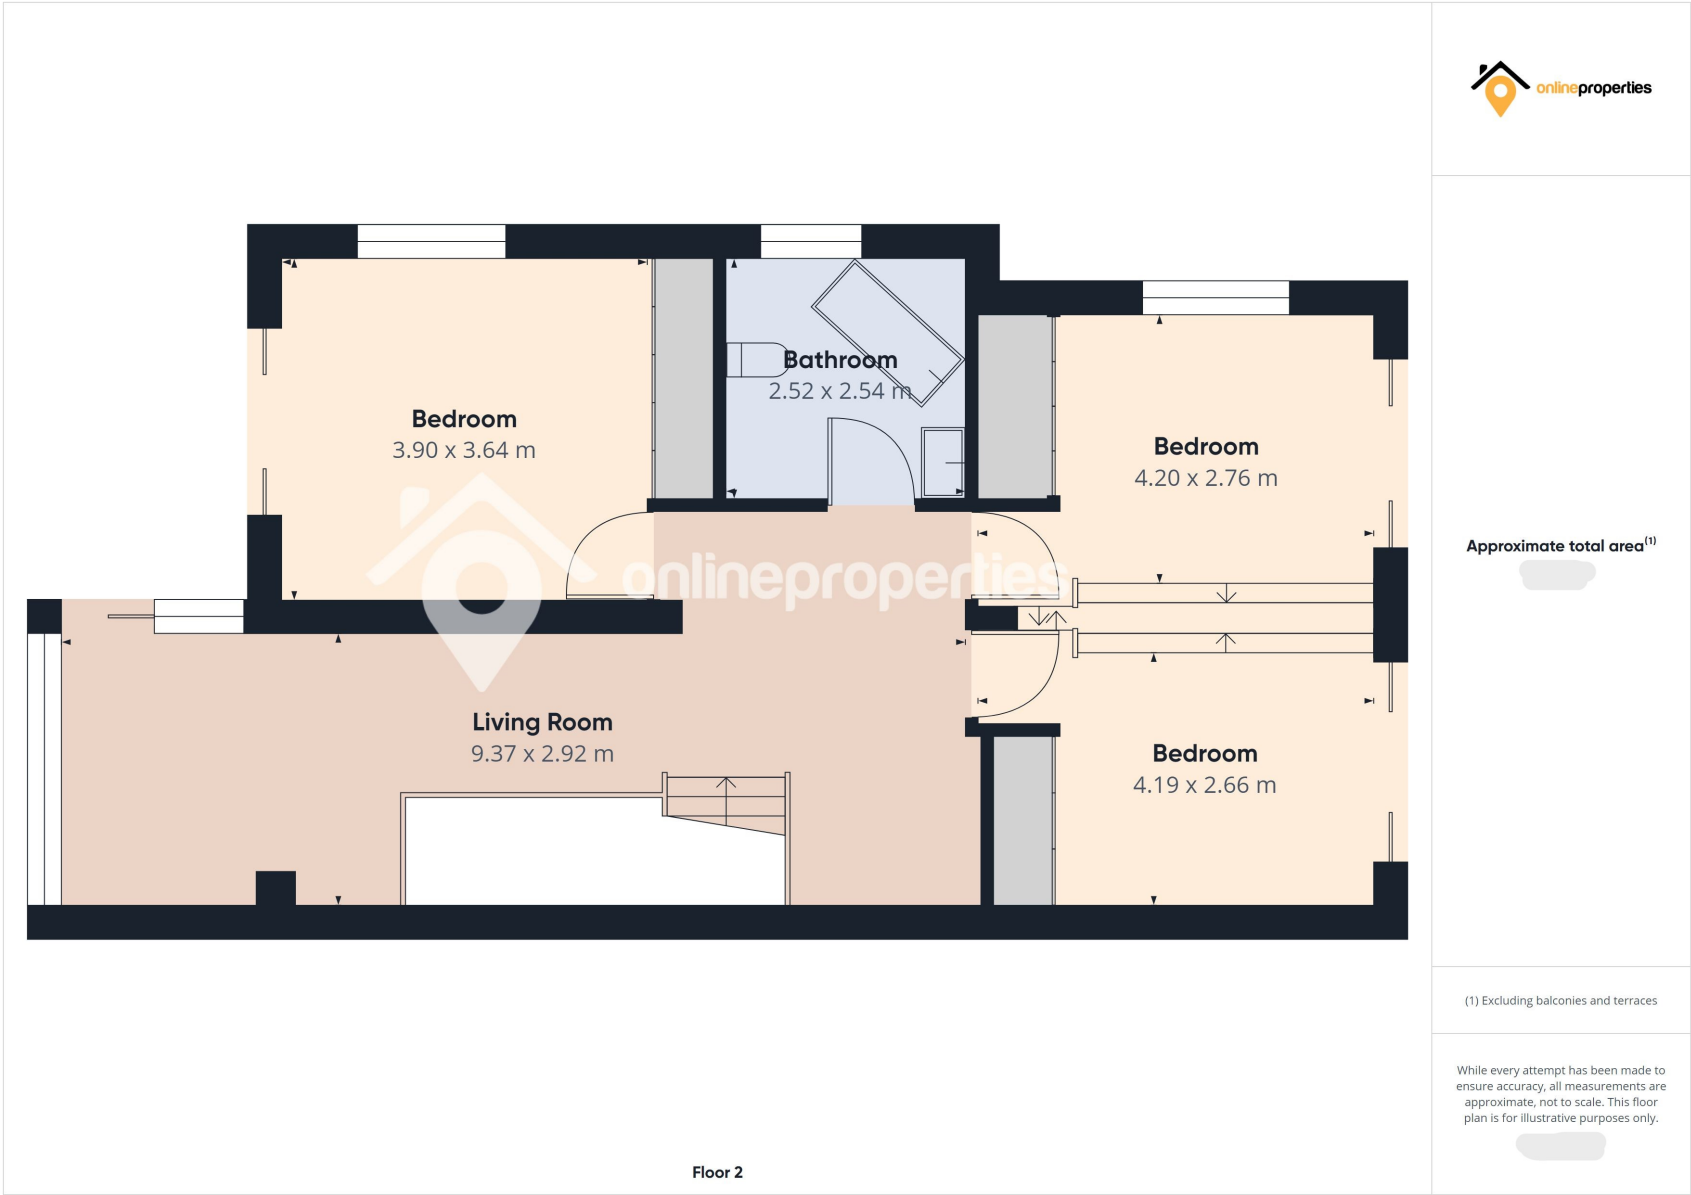 onlineproperties
Bathroom
2.52 x 2.54 m
Bedroom
3.90 x 3.64 m
Bedroom
4.20 x 2.76 m
onlineproperties
Living Room
9.37 x 2.92 m
Bedroom
4.19 x 2.66 m
Floor 2
Approximate total area(1)
(1) Excluding balconies and terraces
While every attempt has been made to
ensure accuracy, all measurements are
approximate, not to scale. This floor
plan is for illustrative purposes only.